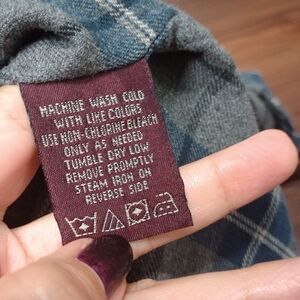 MACHINE WASH COLD
WITH LIKE COLORS
USE NON-CHLORINE BLEACH
ONLY AS NEEDED
TUMBLE DRY LOW
REMOVE PROMPTLY
STEAM IRON ON
REVERSE SIDE